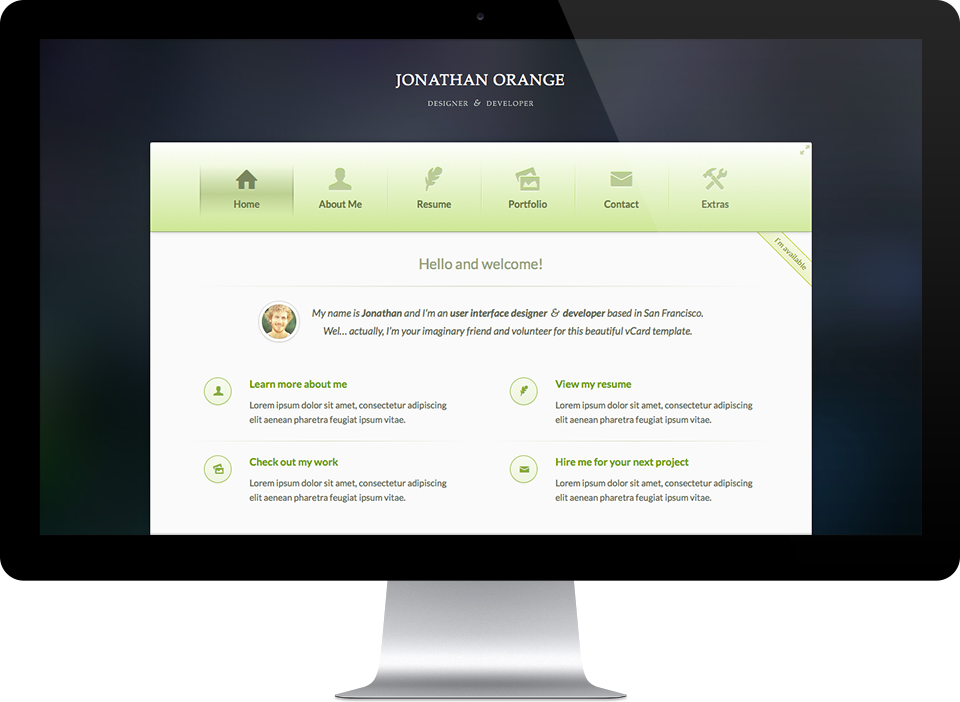 JONATHAN ORANGE
DESIGNER & DEVELOPER
Home
About Me
Resume
Portfolio
Contact
Extras
I'm available
Hello and welcome!
My name is Jonathan and I'm an user interface designer & developer based in San Francisco.
Wel... actually, I'm your imaginary friend and volunteer for this beautiful vCard template.
Learn more about me
Lorem ipsum dolor sit amet, consectetur adipiscing
elit aenean pharetra feugiat ipsum vitae.
View my resume
Lorem ipsum dolor sit amet, consectetur adipiscing
elit aenean pharetra feugiat ipsum vitae.
Check out my work
Lorem ipsum dolor sit amet, consectetur adipiscing
elit aenean pharetra feugiat ipsum vitae.
Hire me for your next project
Lorem ipsum dolor sit amet, consectetur adipiscing
elit aenean pharetra feugiat ipsum vitae.